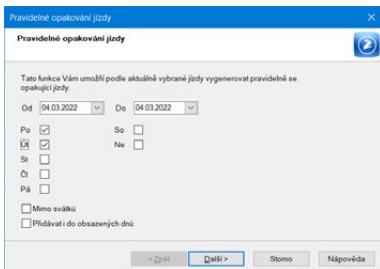 Pravidelné opakování jízdy
Pravidelné opakování jízdy
Tato funkce Vám umožní podle aktuálně vybrané jízdy vygenerovat pravidelně se
opakující jízdy.
Od 04.03.2022 Do 04.03.2022
Po So
Út Ne
St
Čt
Pá
Mimo svátků
Přidávat i do obsazených dnů
<Zpět Další > Storno Nápověda